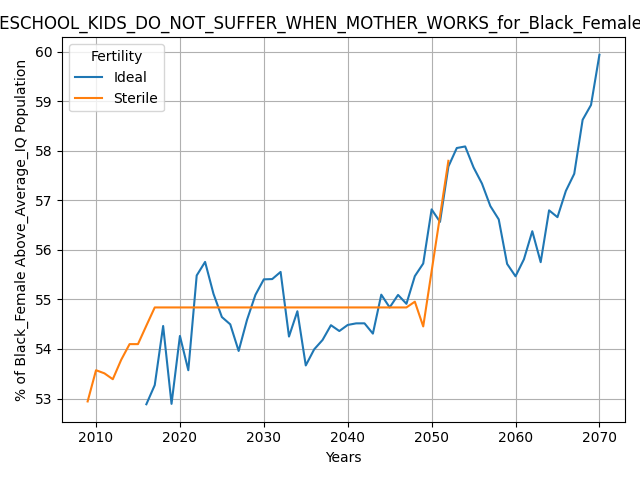 ESCHOOL_KIDS_DO_NOT_SUFFER_WHEN_MOTHER_WORKS_for_Black_Female
Fertility
Ideal
Sterile
% of Black_Female Above_Average_IQ Population
60
59
58
57
56
55
54
53
2010 2020 2030 2040 2050 2060 2070
Years